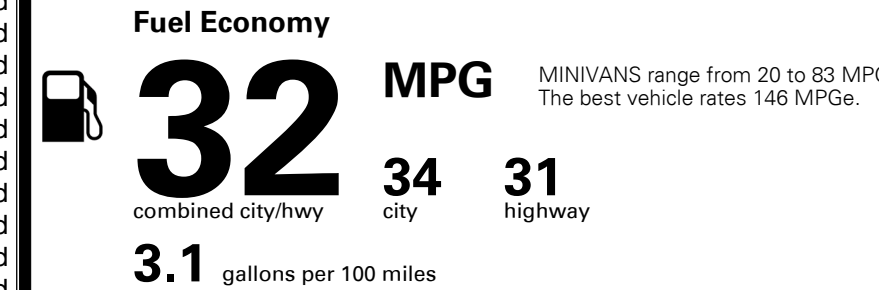 Fuel Economy
32
MPG
MINIVANS range from 20 to 83 MPG
The best vehicle rates 146 MPGe.
34
31
combined city/hwy
city
highway
3.1 gallons per 100 miles